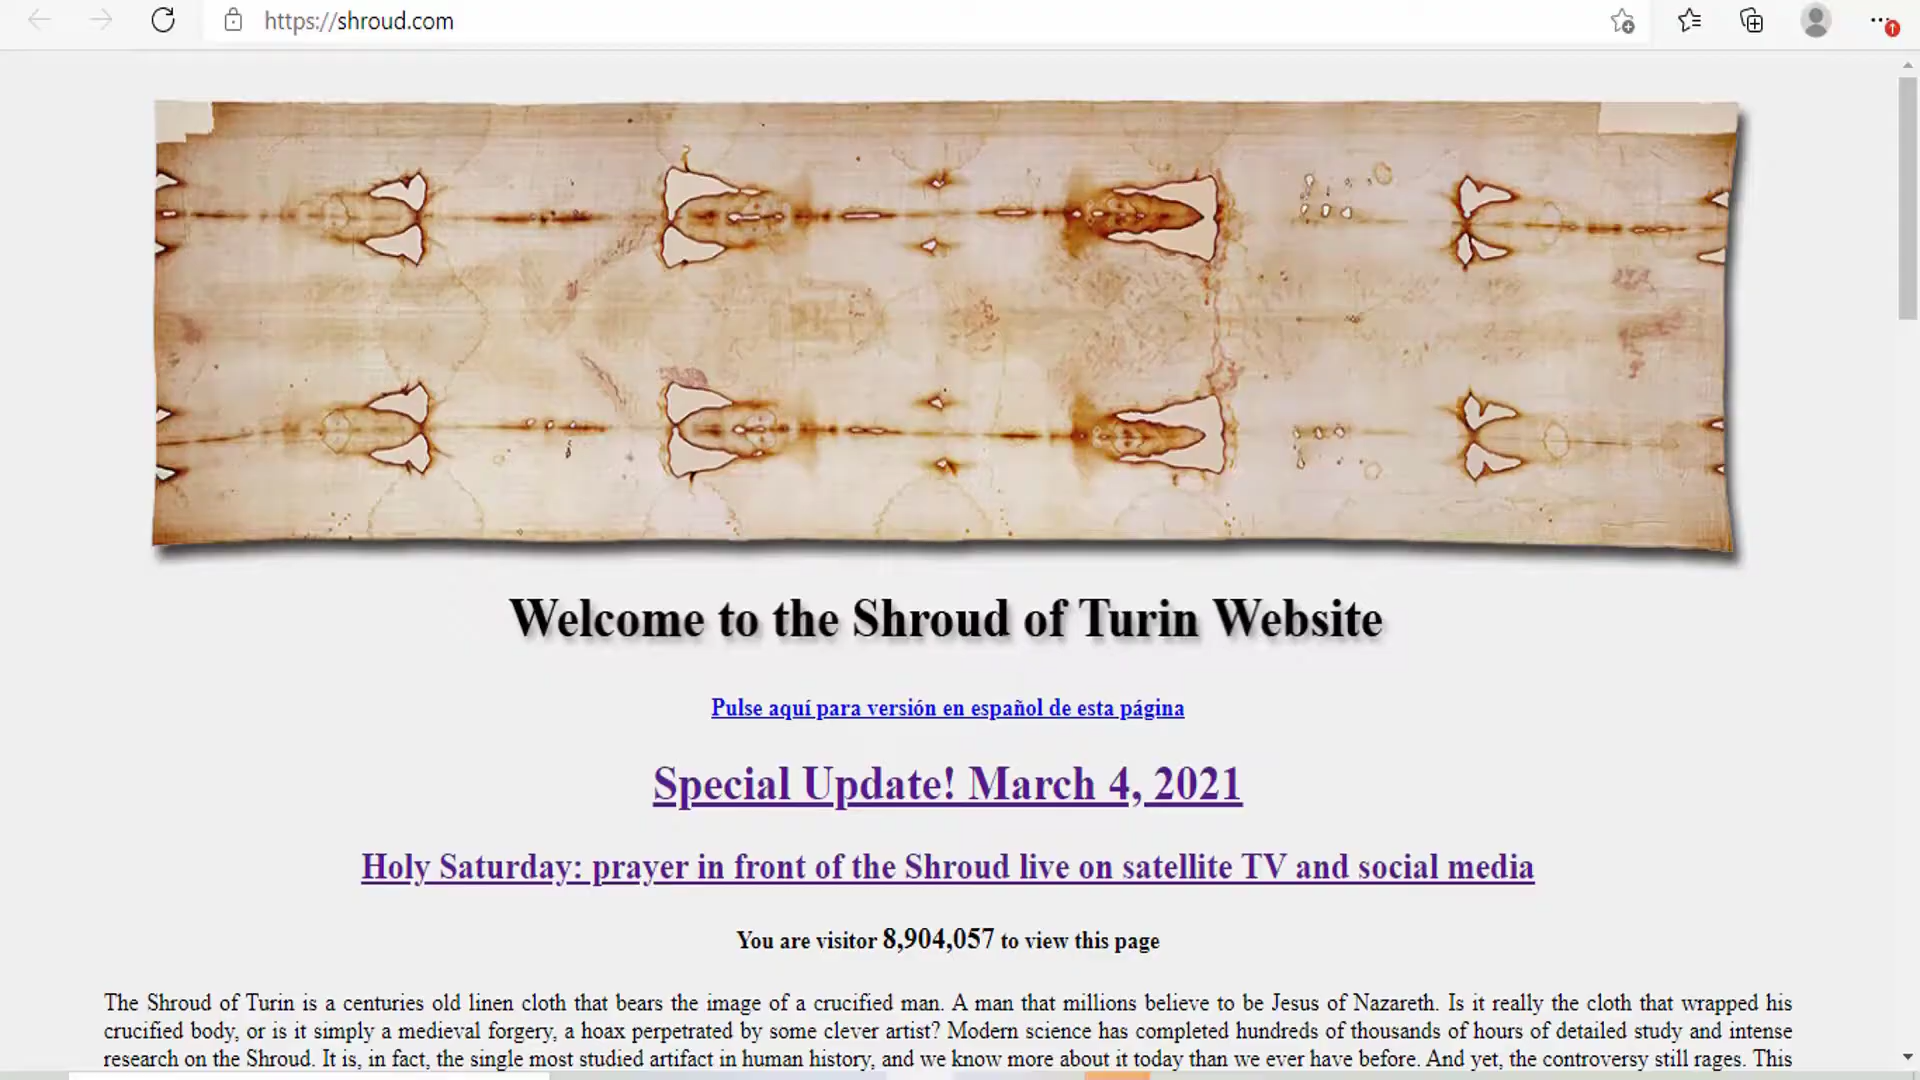 https://shroud.com
Welcome to the Shroud of Turin Website
Pulse aquí para versión en español de esta página
Special Update! March 4, 2021
Holy Saturday: prayer in front of the Shroud live on satellite TV and social media
You are visitor 8,904,057 to view this page
The Shroud of Turin is a centuries old linen cloth that bears the image of a crucified man. A man that millions believe to be Jesus of Nazareth. Is it really the cloth that wrapped his
crucified body, or is it simply a medieval forgery, a hoax perpetrated by some clever artist? Modern science has completed hundreds of thousands of hours of detailed study and intense
research on the Shroud. It is, in fact, the single most studied artifact in human history, and we know more about it today than we ever have before. And yet, the controversy still rages. This